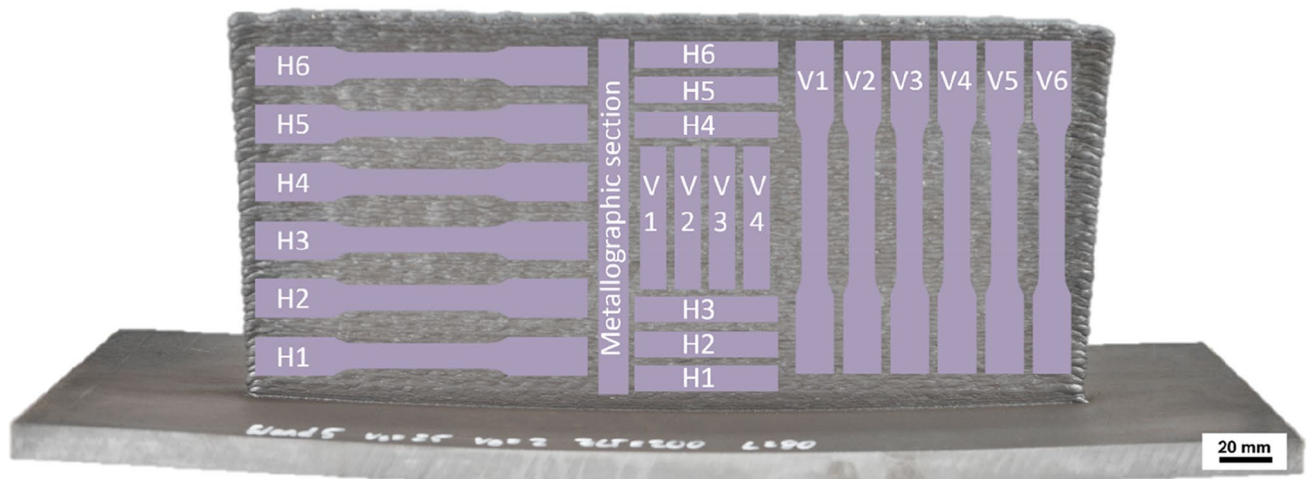 H6
H5
H4
H3
H2
H1
Metallographic section
H6
H5
H4
V
1
V
2
V
3
V
4
H3
H2
H1
V1 V2 V3 V4 V5 V6
20 mm